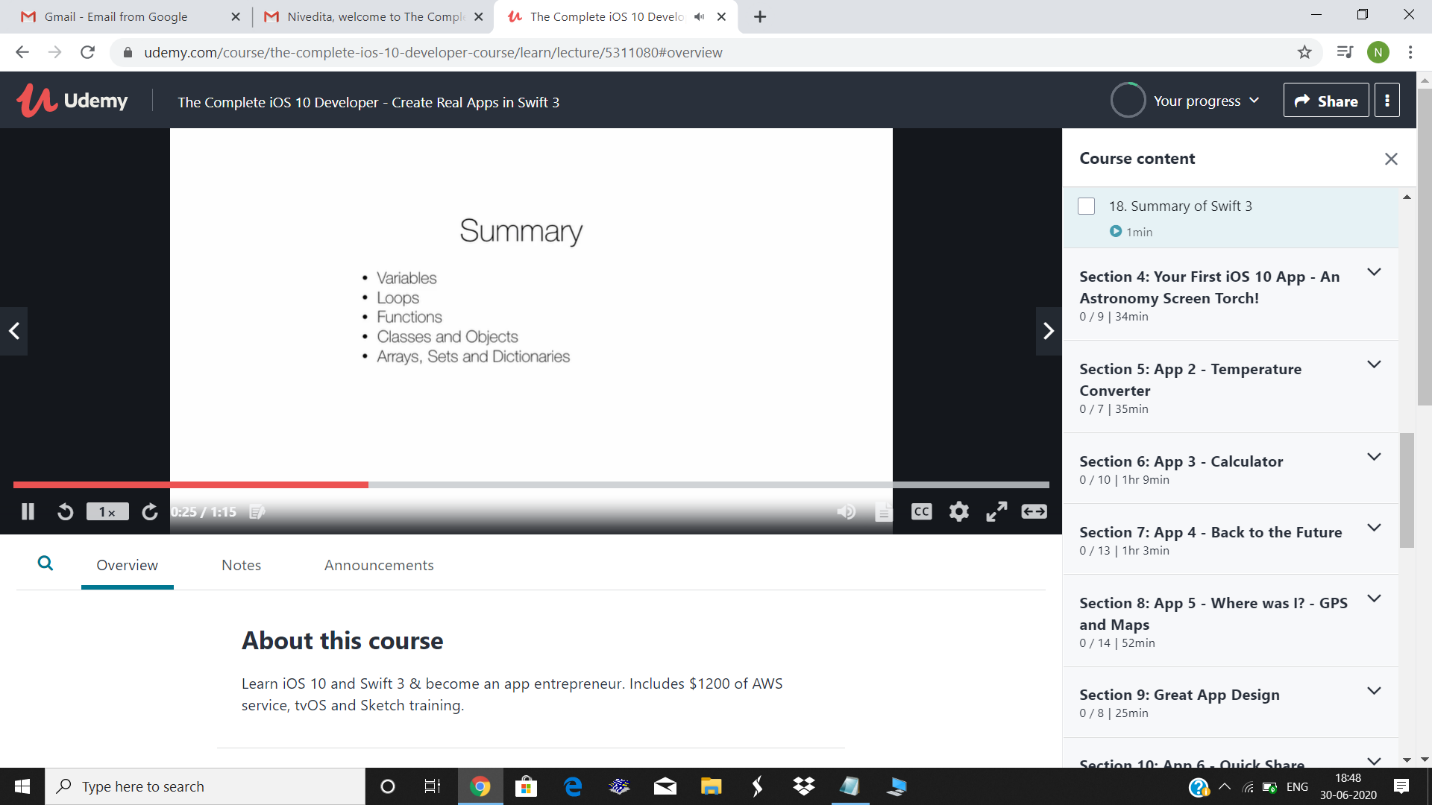 Gmail - Email from Google
Nivedita, welcome to The Comple
The Complete iOS 10 Develo
udemy.com/course/the-complete-ios-10-developer-course/learn/lecture/5311080#overview
N
Udemy
The Complete iOS 10 Developer - Create Real Apps in Swift 3
Your progress
Share
Summary
• Variables
• Loops
• Functions
• Classes and Objects
• Arrays, Sets and Dictionaries
1x
0:25 / 1:15
CC
Course content
18. Summary of Swift 3
1min
Section 4: Your First iOS 10 App - An
Astronomy Screen Torch!
0 / 9 | 34min
Section 5: App 2 - Temperature
Converter
0 / 7 | 35min
Section 6: App 3 - Calculator
0 / 10 | 1hr 9min
Section 7: App 4 - Back to the Future
0 / 13 | 1hr 3min
Section 8: App 5 - Where was I? - GPS
and Maps
0 / 14 | 52min
Section 9: Great App Design
0 / 8 | 25min
Section 10: App 6 - Quick Share
Overview
Notes
Announcements
About this course
Learn iOS 10 and Swift 3 & become an app entrepreneur. Includes $1200 of AWS
service, tvOS and Sketch training.
Type here to search
ENG
18:48
30-06-2020